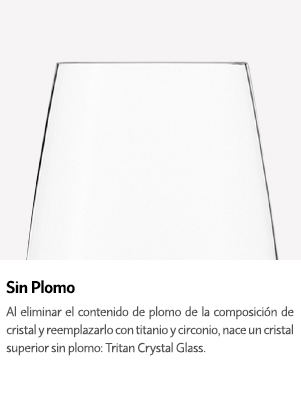 Sin Plomo
Al eliminar el contenido de plomo de la composición de
cristal y reemplazarlo con titanio y circonio, nace un cristal
superior sin plomo: Tritan Crystal Glass.